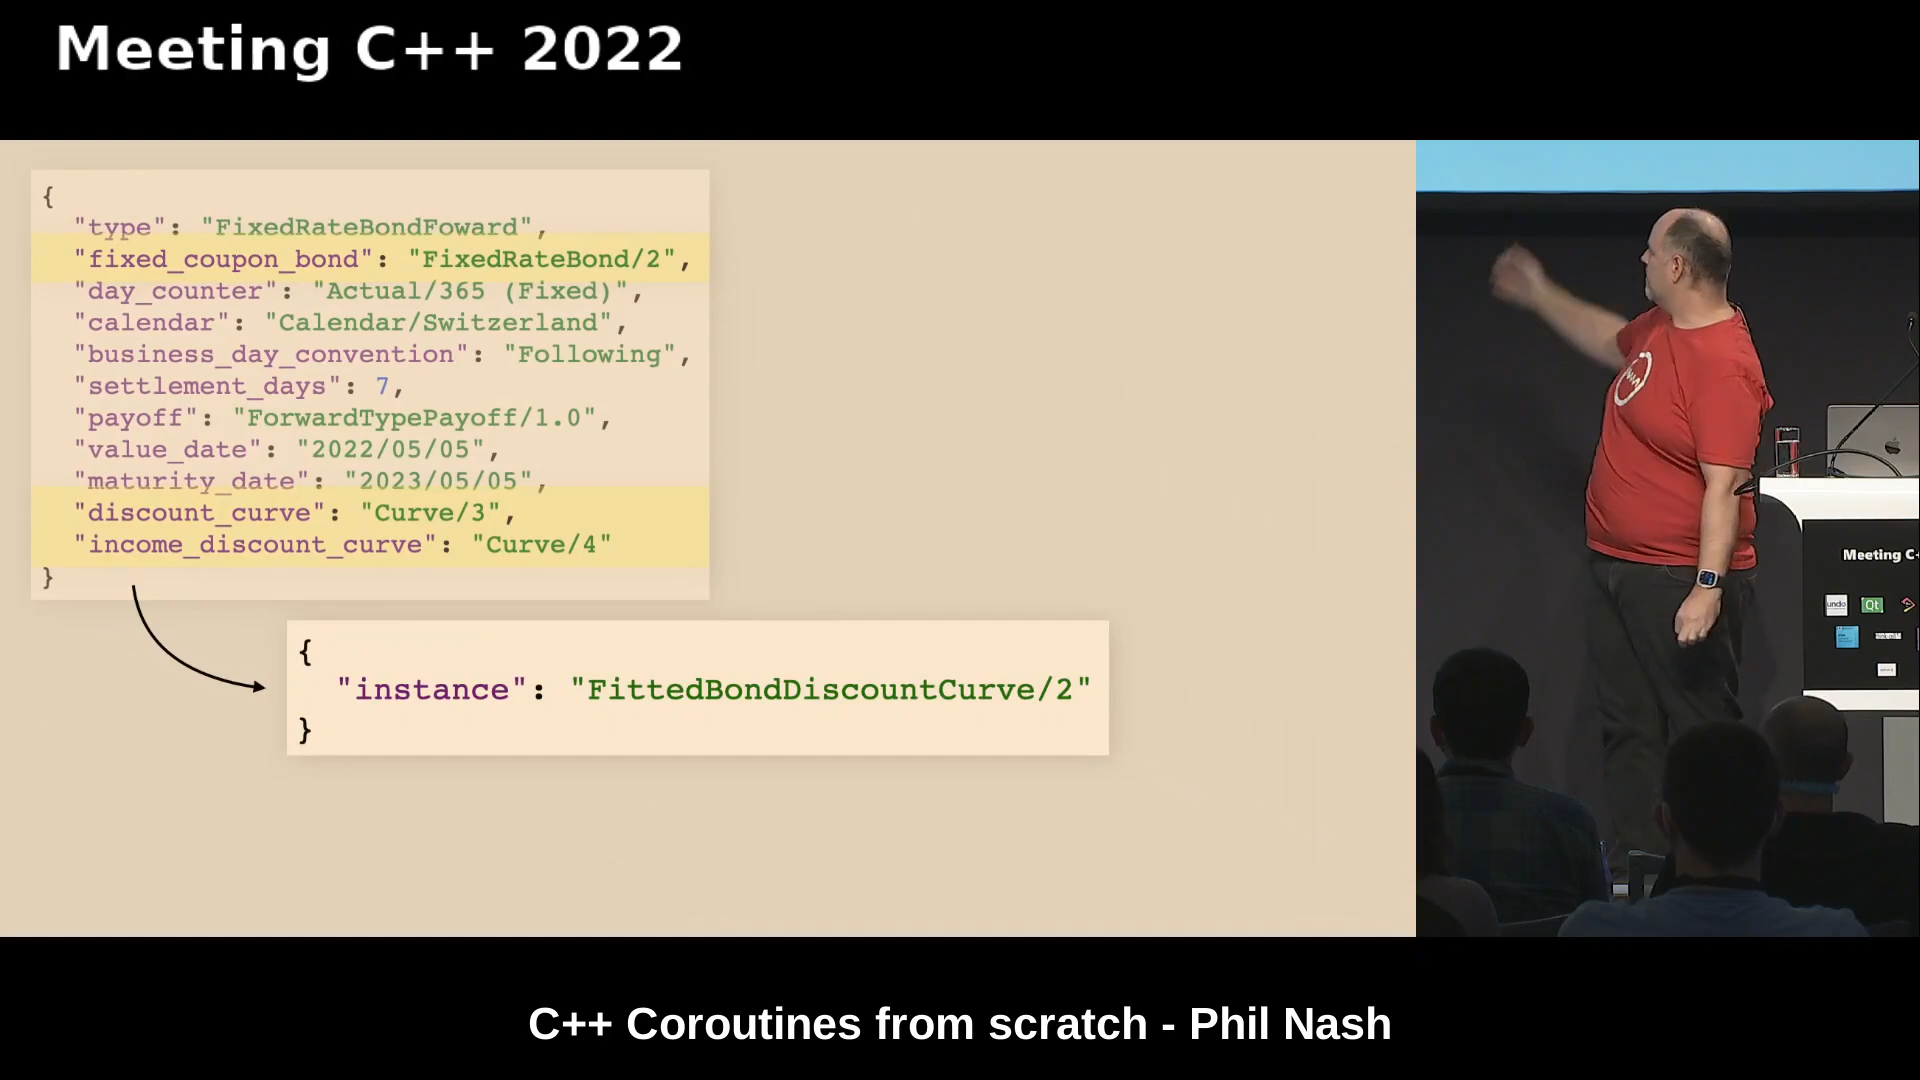 Meeting C++ 2022
{
"type": "FixedRateBondFoward",
"fixed_coupon_bond": "FixedRateBond/2",
"day_counter": "Actual/365 (Fixed)",
"calendar": "Calendar/Switzerland",
"business_day_convention": "Following",
"settlement_days": 7,
"payoff": "ForwardTypePayoff/1.0",
"value_date": "2022/05/05",
"maturity_date": "2023/05/05",
"discount_curve": "Curve/3",
"income_discount_curve": "Curve/4"
}
{
"instance": "FittedBondDiscountCurve/2"
}
Meeting C+
undo
Qt
C++ Coroutines from scratch - Phil Nash